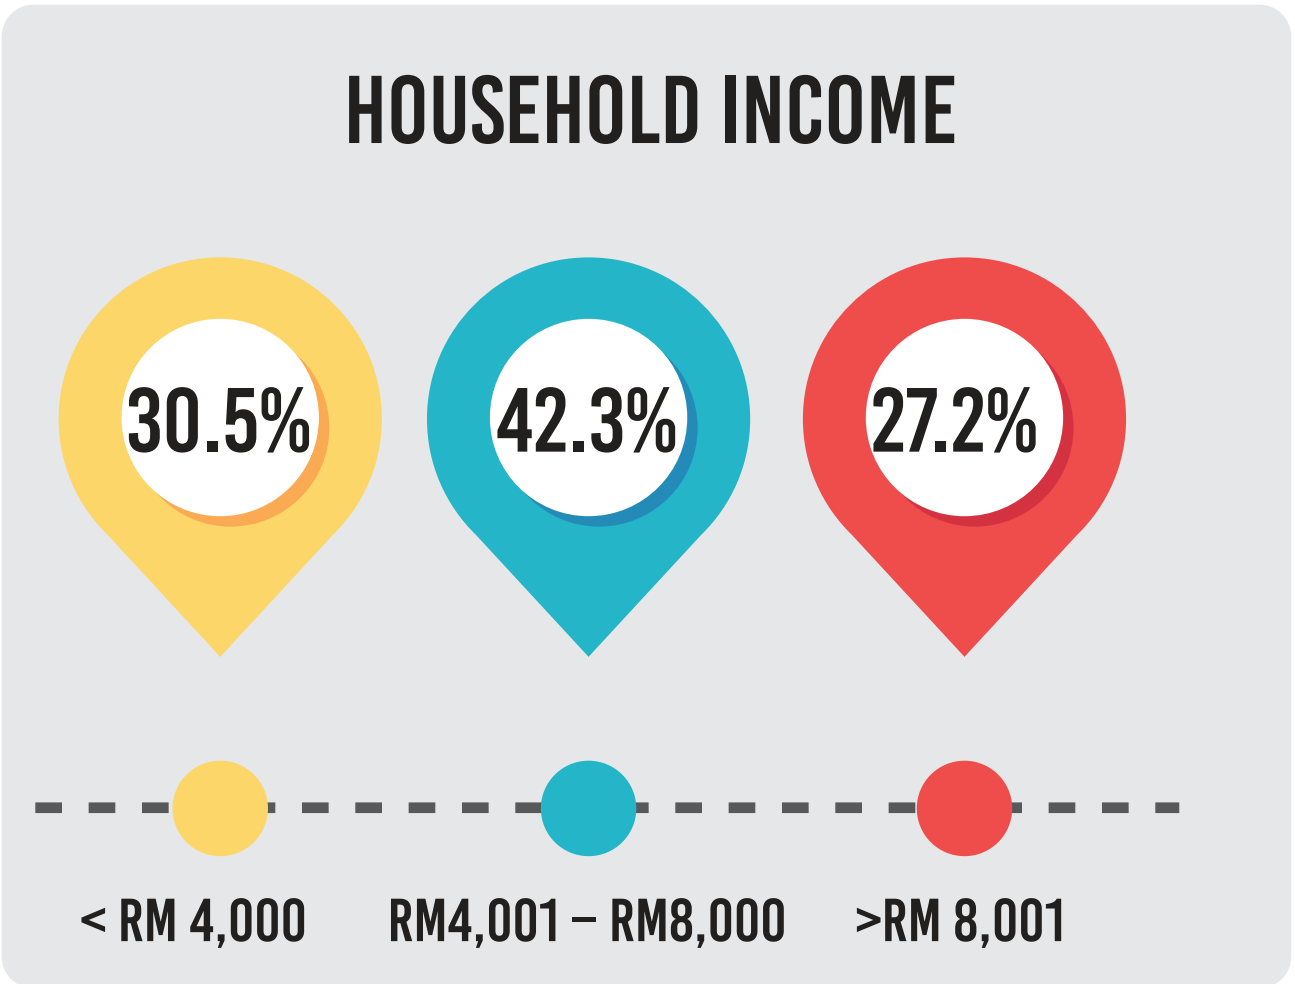 HOUSEHOLD INCOME
30.5% 42.3% 27.2%
< RM 4,000 RM4,001 – RM8,000 >RM 8,001